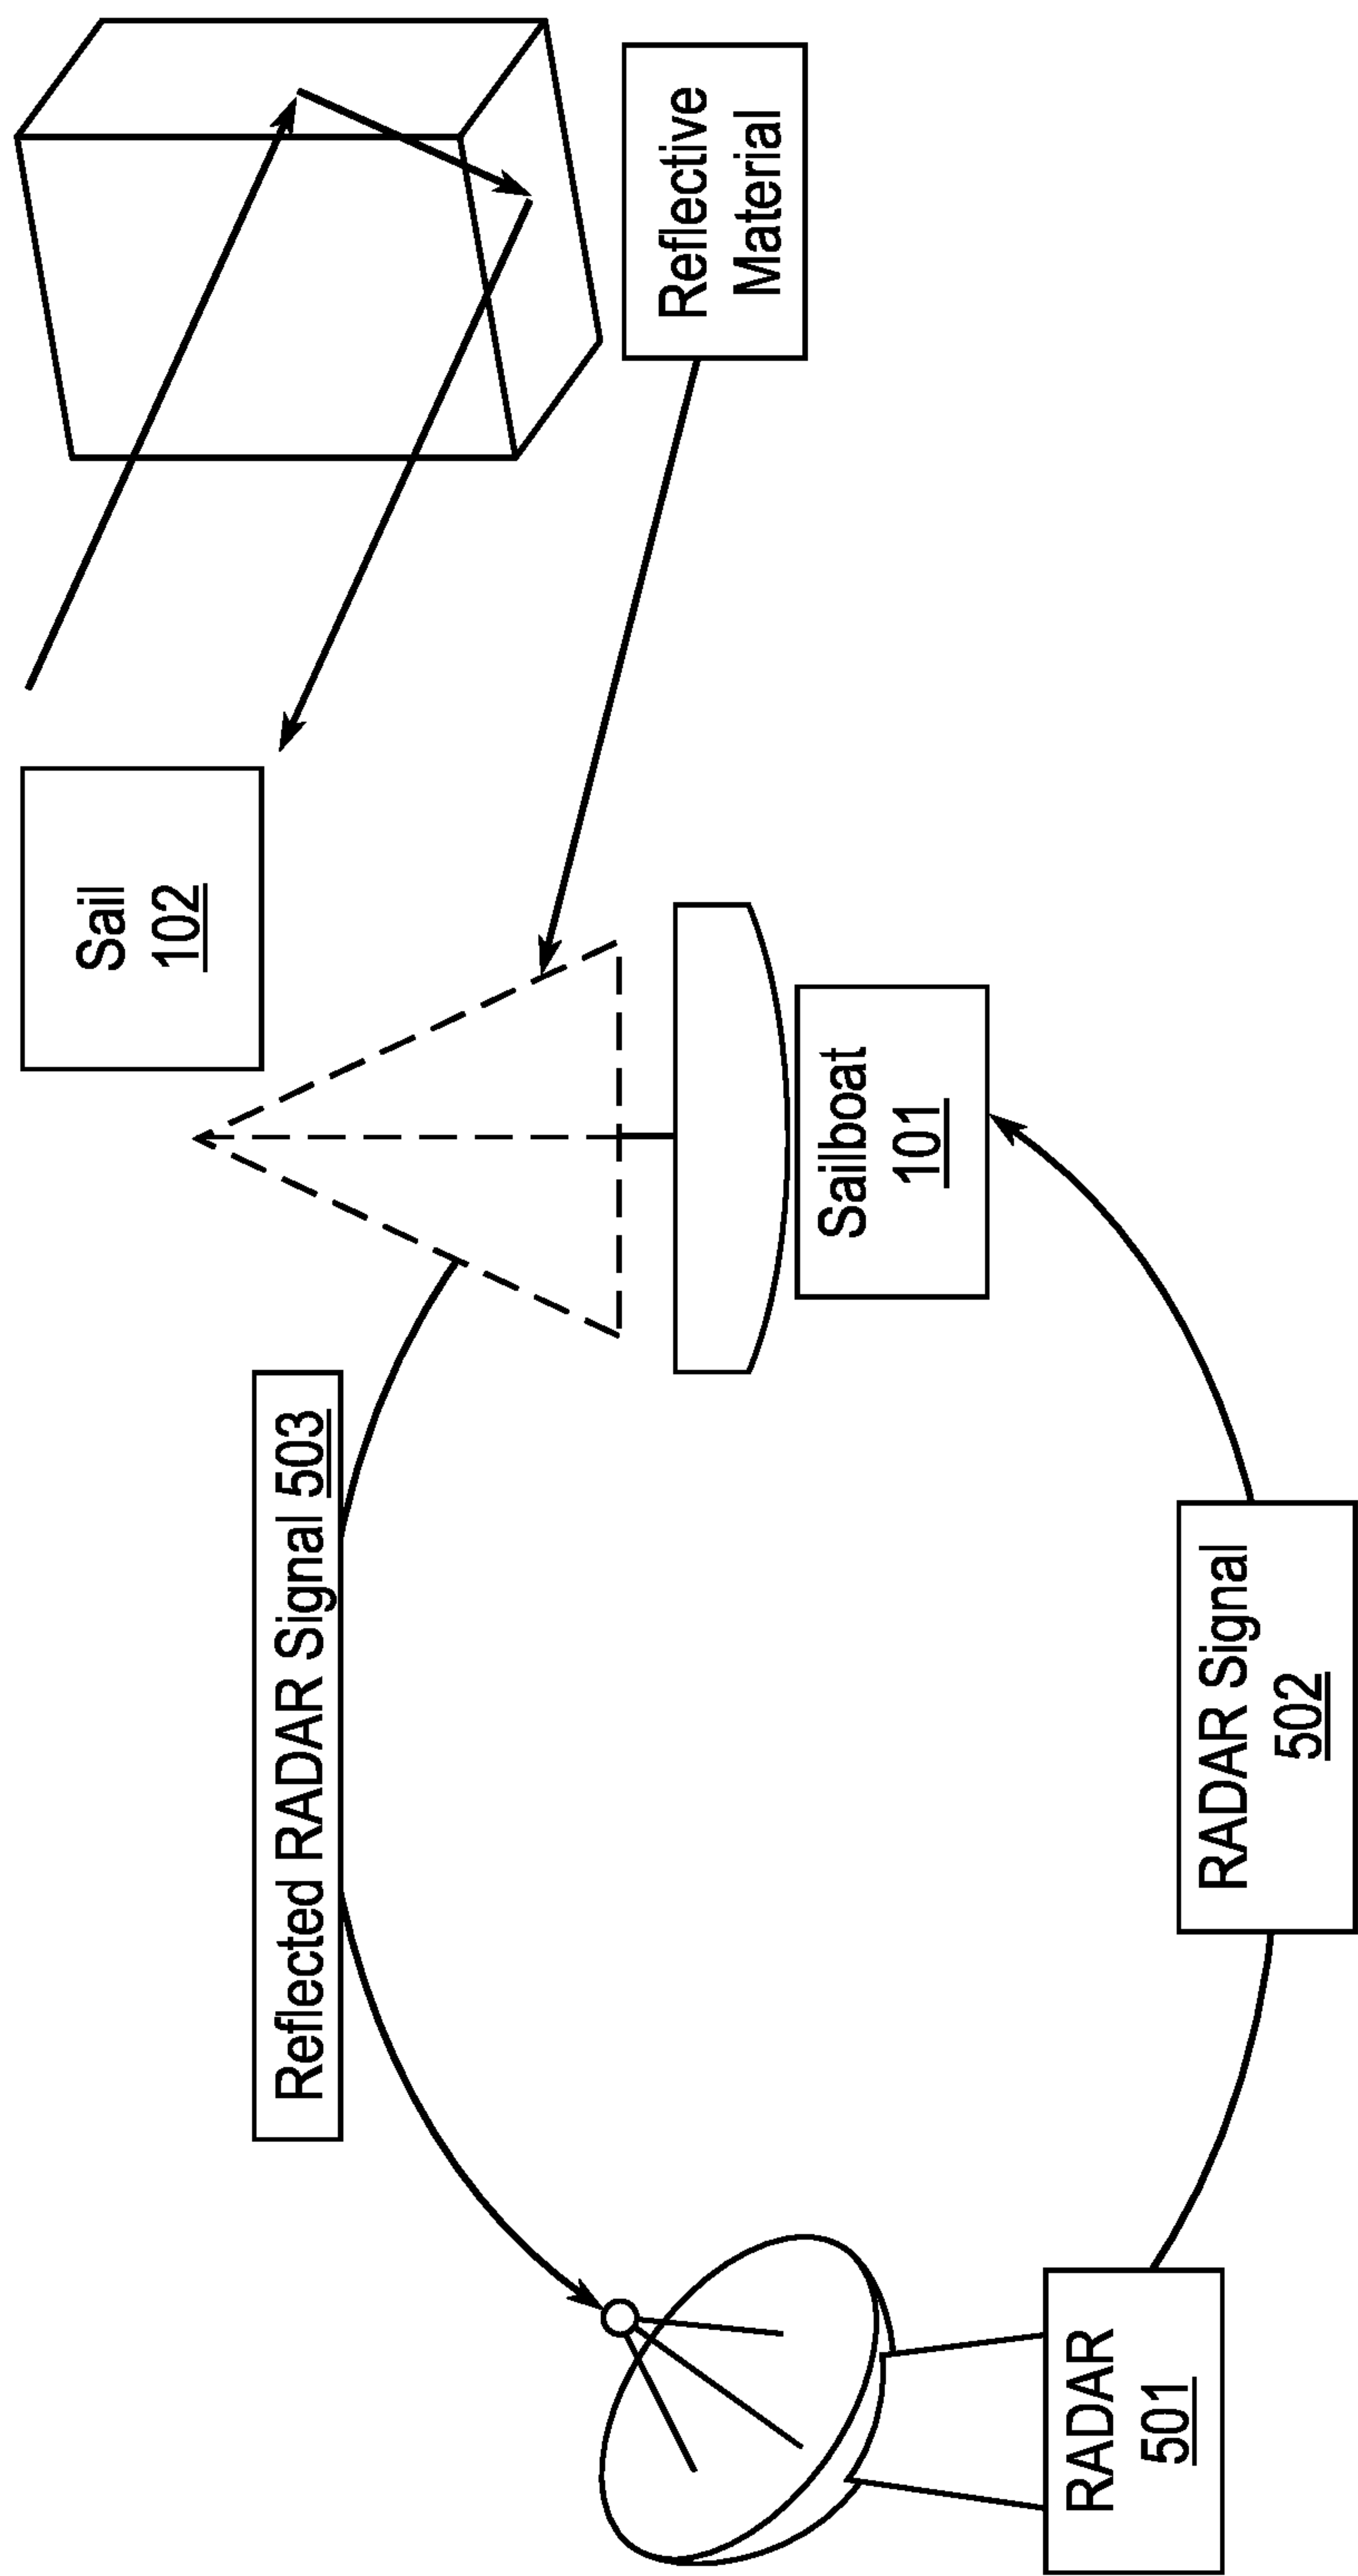 Sail
102
Reflective
Material
Reflected RADAR Signal 503
Sailboat
101
RADAR
501
RADAR Signal
502